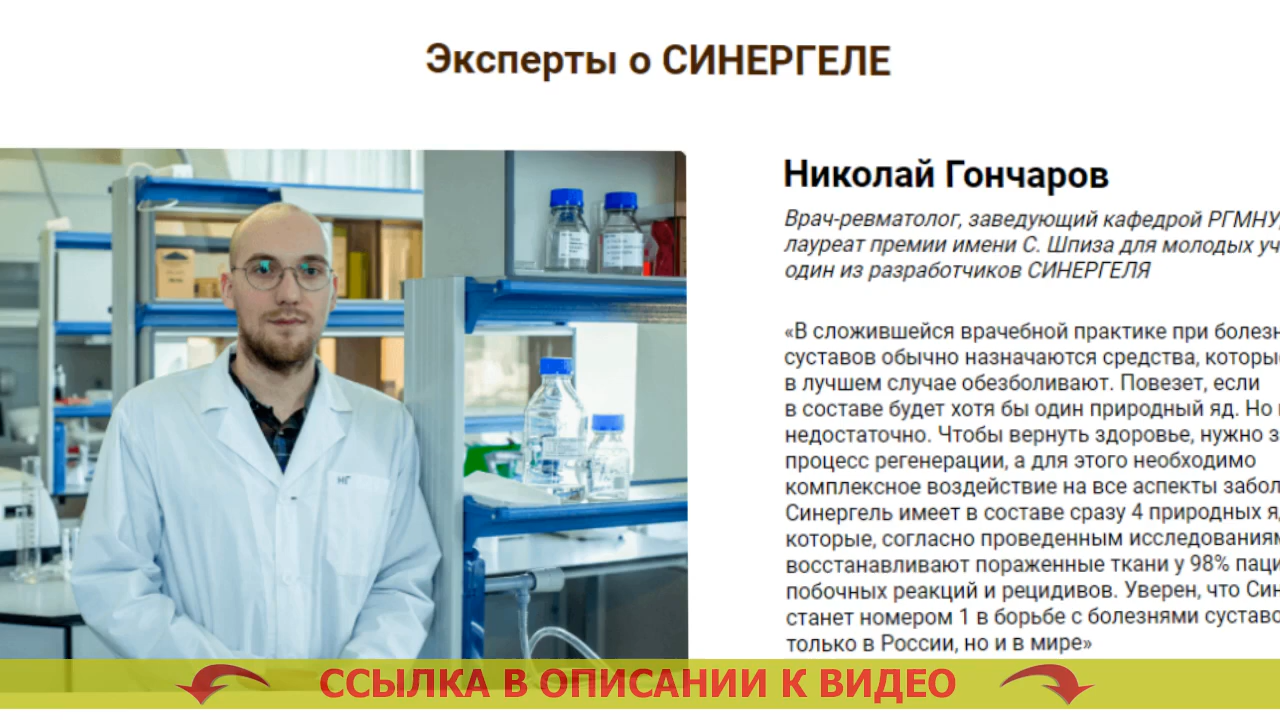 Эксперты о СИНЕРГЕЛЕ
Николай Гончаров
Врач-ревматолог, заведующий кафедрой РГМНУ,
лауреат премии имени С. Шпиза для молодых
один из разработчиков СИНЕРГЕЛЯ
«В сложившейся врачебной практике при
суставов обычно назначаются средства,
в лучшем случае обезболивают. Повезет, если
в составе будет хотя бы один природный яд. Но
недостаточно. Чтобы вернуть здоровье, нужно
процесс регенерации, а для этого необходимо
комплексное воздействие на все аспекты
Синергель имеет в составе сразу 4 природных
которые, согласно проведенным исследованиям
восстанавливают пораженные ткани у 98%
побочных реакций и рецидивов. Уверен, что
станет номером 1 в борьбе с болезнями
только в России, но и в мире»
НГ
ССЫЛКА В ОПИСАНИИ К ВИДЕО